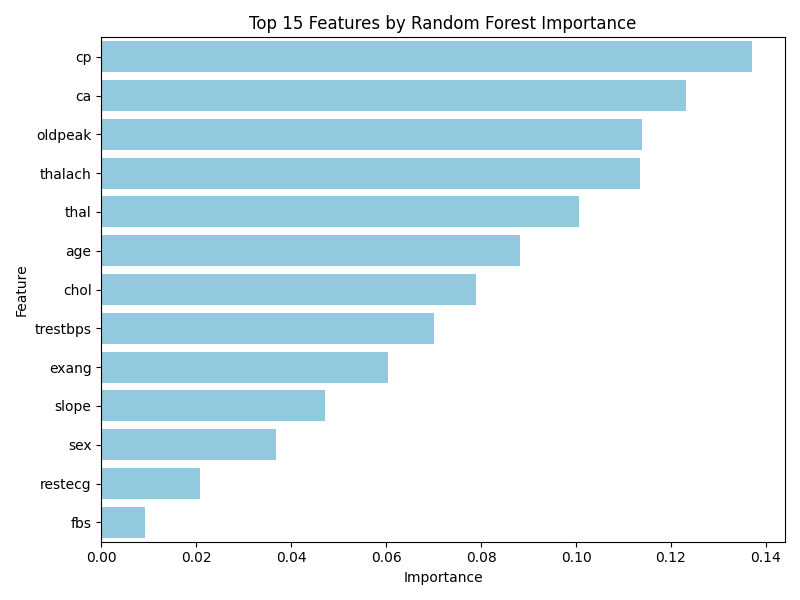 Top 15 Features by Random Forest Importance
Feature
cp
ca
oldpeak
thalach
thal
age
chol
trestbps
exang
slope
sex
restecg
fbs
0.00 0.02 0.04 0.06 0.08 0.10 0.12 0.14
Importance